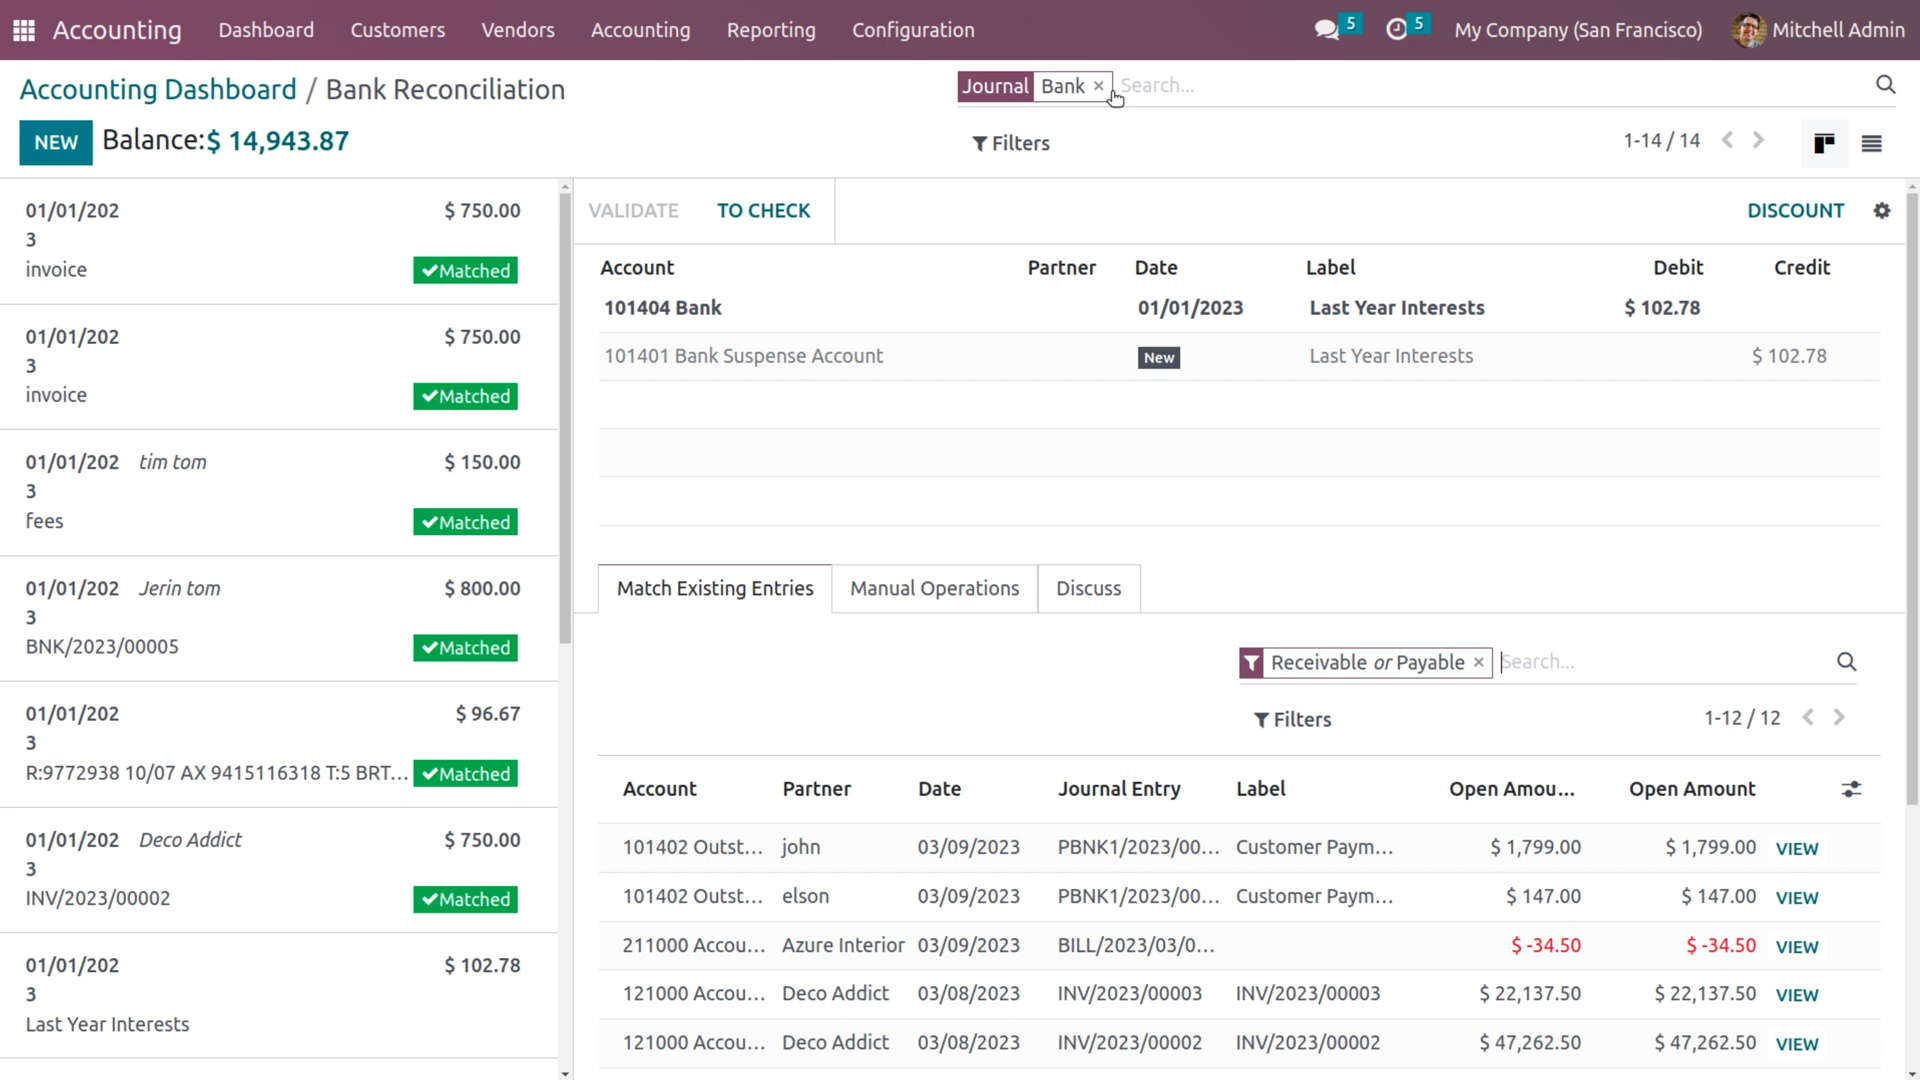 Accounting Dashboard Customers Vendors Accounting Reporting Configuration 5 5 My Company (San Francisco) Mitchell Admin
Accounting Dashboard / Bank Reconciliation
Journal Bank × Search...
NEW Balance:$ 14,943.87
Filters
1-14 / 14
01/01/202
3
$ 750.00
invoice
Matched
01/01/202
3
$ 750.00
invoice
Matched
01/01/202
3
tim tom
$ 150.00
fees
Matched
01/01/202
3
Jerin tom
$ 800.00
BNK/2023/00005
Matched
01/01/202
3
$ 96.67
R:9772938 10/07 AX 9415116318 T:5 BRT...
Matched
01/01/202
3
Deco Addict
$ 750.00
INV/2023/00002
Matched
01/01/202
3
$ 102.78
Last Year Interests
VALIDATE TO CHECK DISCOUNT
Account Partner Date Label Debit Credit
101404 Bank 01/01/2023 Last Year Interests $ 102.78
101401 Bank Suspense Account New Last Year Interests $ 102.78
Match Existing Entries Manual Operations Discuss
Receivable or Payable × Search...
Filters 1-12 / 12
Account Partner Date Journal Entry Label Open Amou... Open Amount
101402 Outst... john 03/09/2023 PBNK1/2023/00... Customer Paym... $ 1,799.00 $ 1,799.00 VIEW
101402 Outst... elson 03/09/2023 PBNK1/2023/00... Customer Paym... $ 147.00 $ 147.00 VIEW
211000 Accou... Azure Interior 03/09/2023 BILL/2023/03/0... $ -34.50 $ -34.50 VIEW
121000 Accou... Deco Addict 03/08/2023 INV/2023/00003 INV/2023/00003 $ 22,137.50 $ 22,137.50 VIEW
121000 Accou... Deco Addict 03/08/2023 INV/2023/00002 INV/2023/00002 $ 47,262.50 $ 47,262.50 VIEW